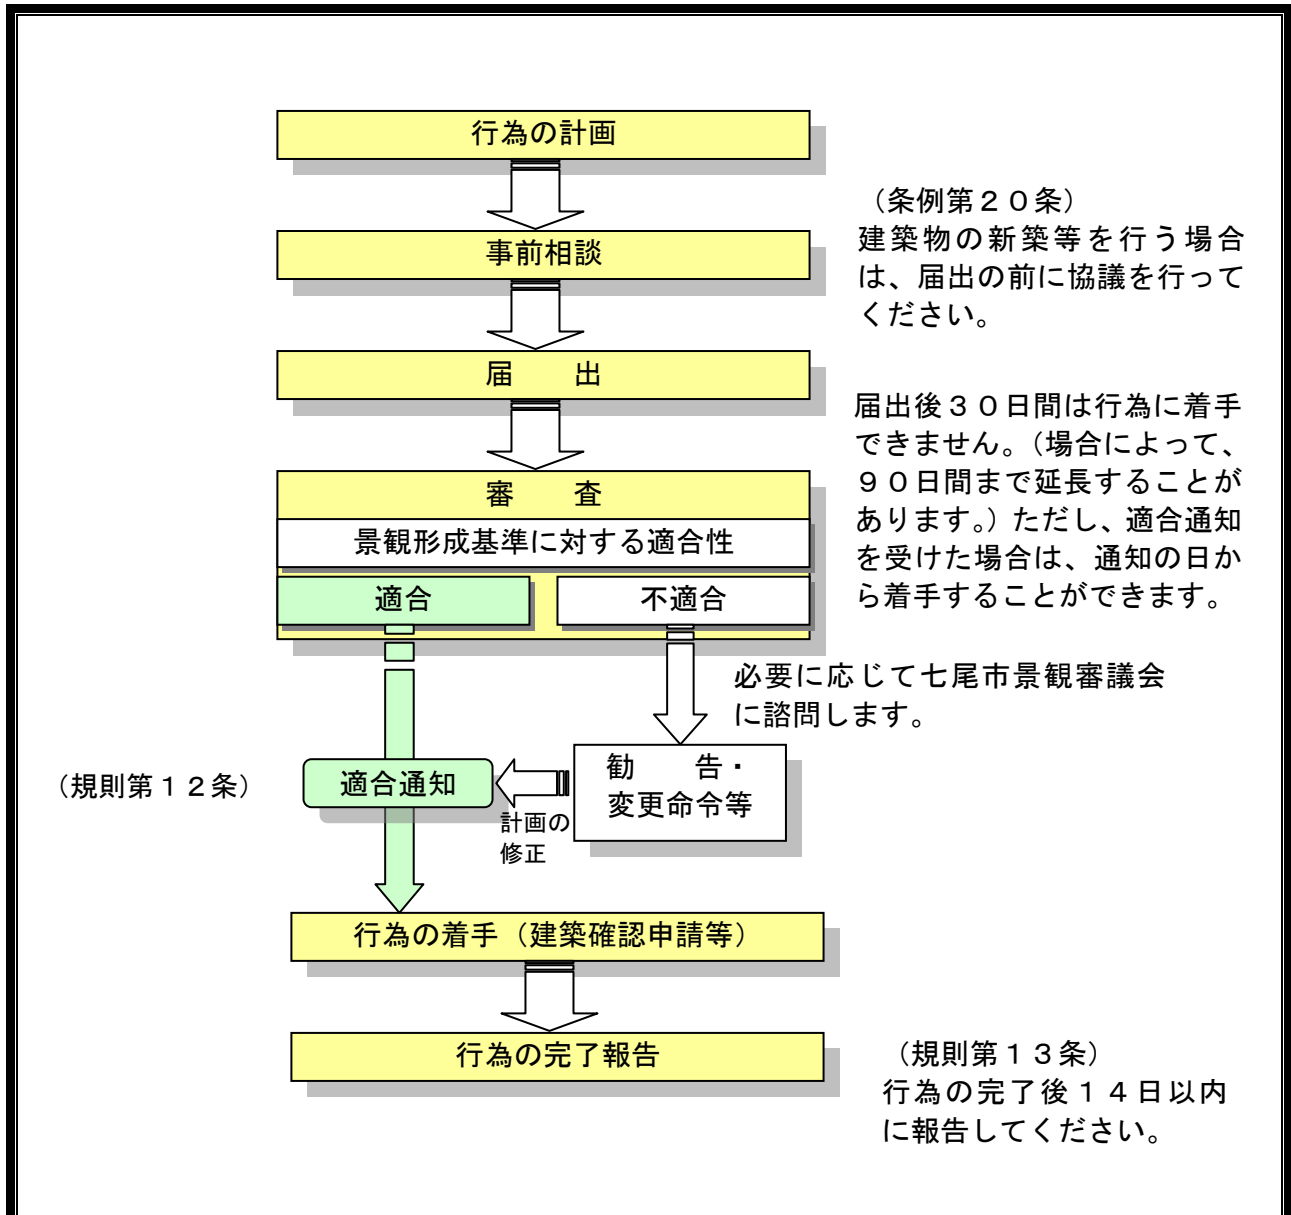 行為の計画
（条例第２０条）
建築物の新築等を行う場合
は、届出の前に協議を行って
ください。
事前相談
届　　出
届出後３０日間は行為に着手
できません。（場合によって、
９０日間まで延長することが
あります。）ただし、適合通知
を受けた場合は、通知の日か
ら着手することができます。
審　　査
景観形成基準に対する適合性
適合
不適合
必要に応じて七尾市景観審議会
に諮問します。
（規則第１２条）
適合通知
計画の
修正
勧　　告・
変更命令等
行為の着手（建築確認申請等）
行為の完了報告
（規則第１３条）
行為の完了後１４日以内
に報告してください。